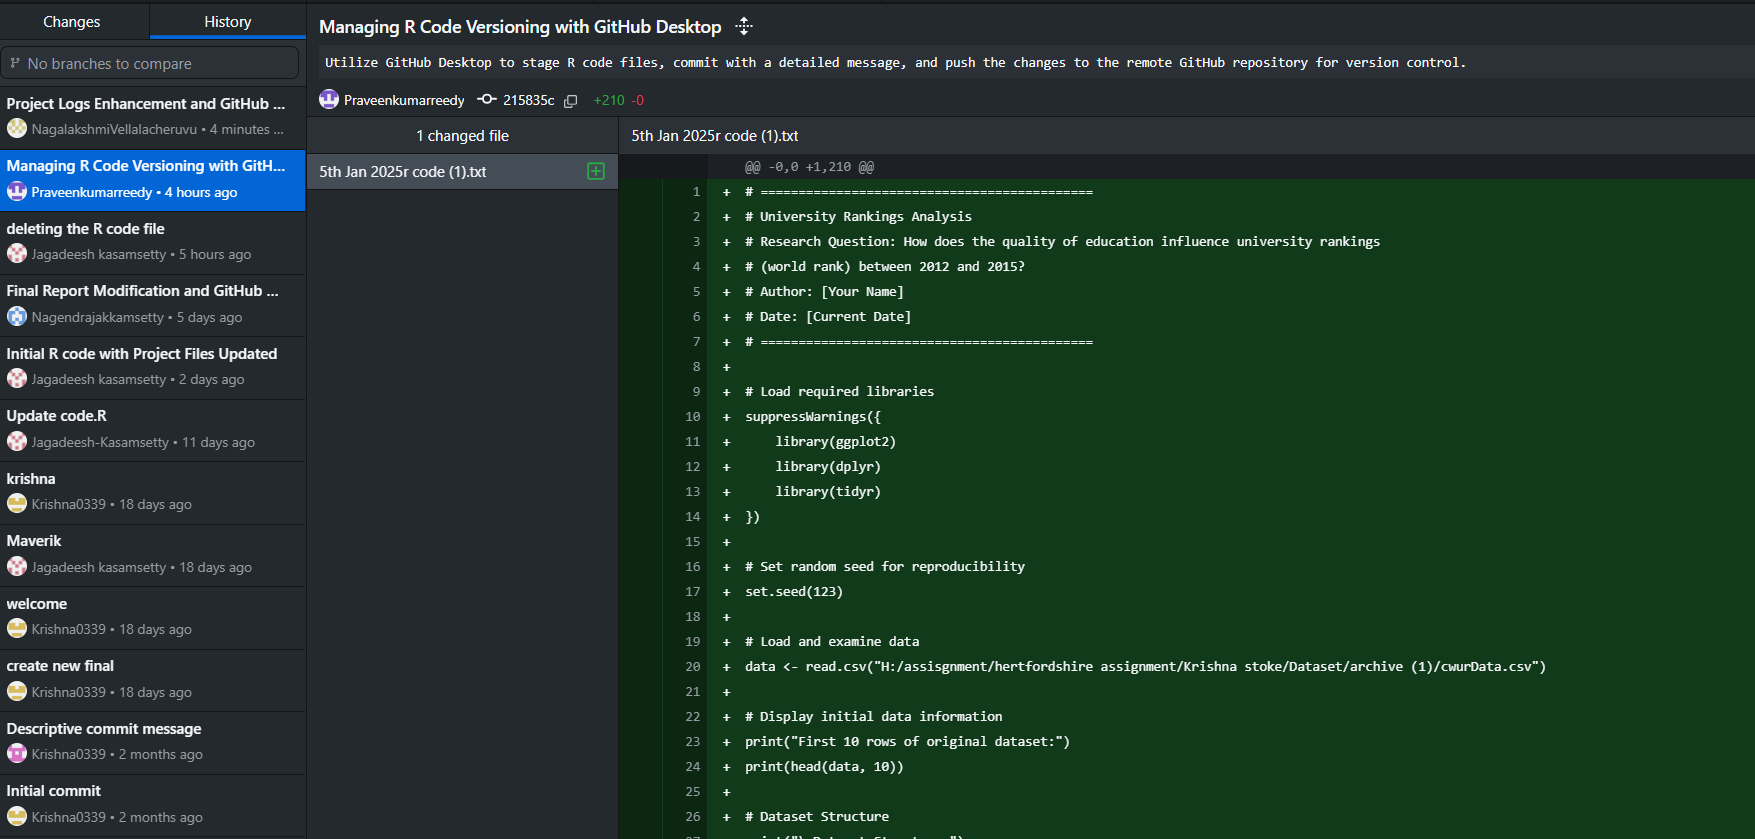 Changes
History
No branches to compare
Project Logs Enhancement and GitHub ...
NagalakshmiVellalacheruvu • 4 minutes ...
Managing R Code Versioning with GitH...
Praveenkumarreedy • 4 hours ago
deleting the R code file
Jagadeesh kasamsetty • 5 hours ago
Final Report Modification and GitHub ...
Nagendrajakkamsetty • 5 days ago
Initial R code with Project Files Updated
Jagadeesh kasamsetty • 2 days ago
Update code.R
Jagadeesh-Kasamsetty • 11 days ago
krishna
Krishna0339 • 18 days ago
Maverik
Jagadeesh kasamsetty • 18 days ago
welcome
Krishna0339 • 18 days ago
create new final
Krishna0339 • 18 days ago
Descriptive commit message
Krishna0339 • 2 months ago
Initial commit
Krishna0339 • 2 months ago
Managing R Code Versioning with GitHub Desktop
Utilize GitHub Desktop to stage R code files, commit with a detailed message, and push the changes to the remote GitHub repository for version control.
Praveenkumarreedy 215835c +210 -0
1 changed file
5th Jan 2025r code (1).txt
5th Jan 2025r code (1).txt
@@ -0,0 +1,210 @@
1 + # ============================================
2 + # University Rankings Analysis
3 + # Research Question: How does the quality of education influence university rankings
4 + # (world rank) between 2012 and 2015?
5 + # Author: [Your Name]
6 + # Date: [Current Date]
7 + # ============================================
8 +
9 + # Load required libraries
10 + suppressWarnings({
11 +     library(ggplot2)
12 +     library(dplyr)
13 +     library(tidyr)
14 + })
15 +
16 + # Set random seed for reproducibility
17 + set.seed(123)
18 +
19 + # Load and examine data
20 + data <- read.csv("H:/assisgnment/hertfordshire assignment/Krishna stoke/Dataset/archive (1)/cwurData.csv")
21 +
22 + # Display initial data information
23 + print("First 10 rows of original dataset:")
24 + print(head(data, 10))
25 +
26 + # Dataset Structure